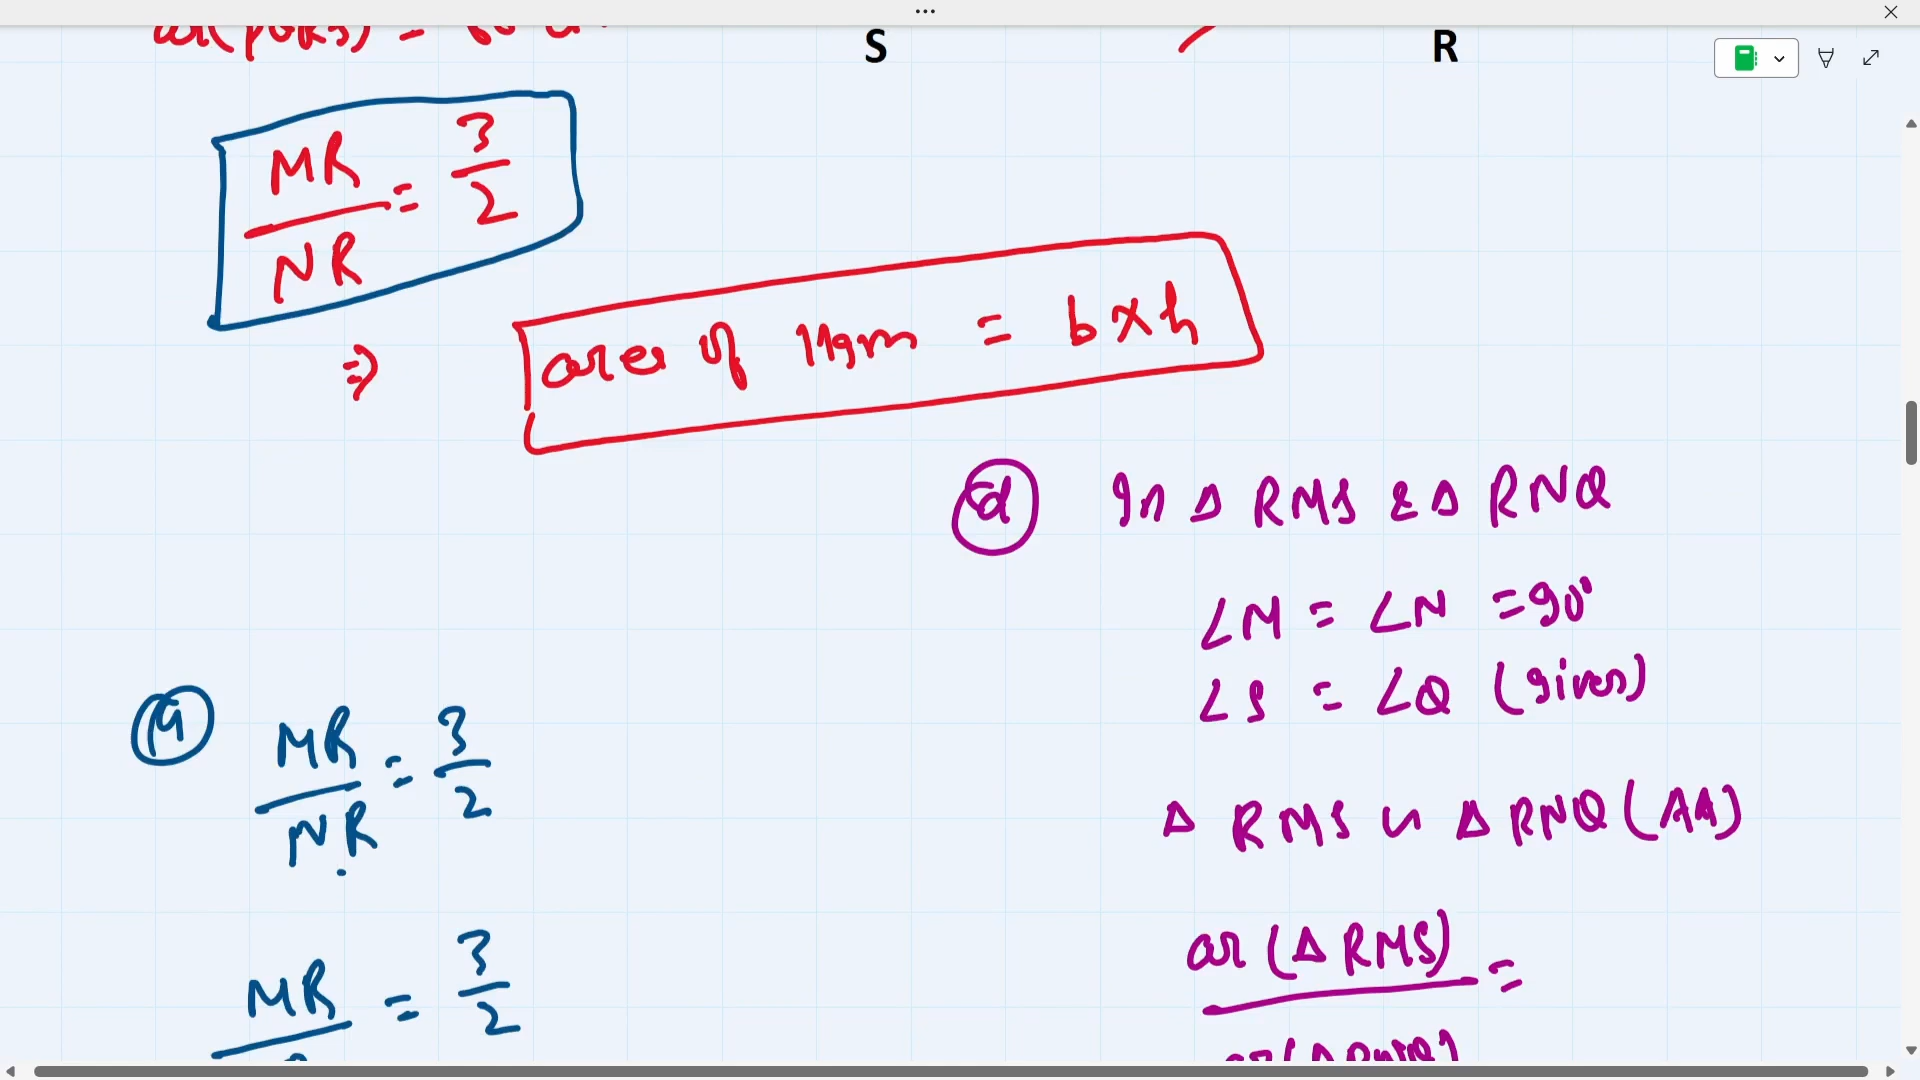 S R
MR/NR = 3/2
⇒ area of ||gm = b×h
(d) In Δ RMS & Δ RNQ
∠M = ∠N = 90°
∠S = ∠Q (given)
MR/NR = 3/2
Δ RMS ∽ Δ RNQ (AA)
ar (Δ RMS) =
MR = 3/2